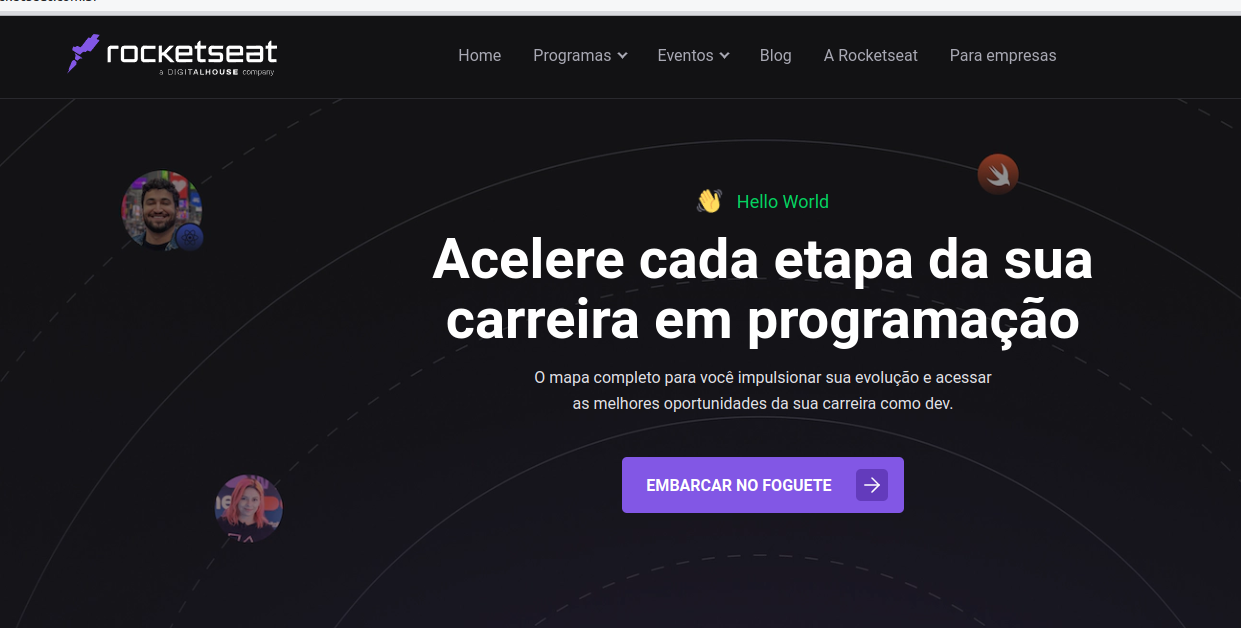 rocketseat
a DIGITALHOUSE company
Home Programas Eventos Blog A Rocketseat Para empresas
Hello World
Acelere cada etapa da sua
carreira em programação
O mapa completo para você impulsionar sua evolução e acessar
as melhores oportunidades da sua carreira como dev.
EMBARCAR NO FOGUETE